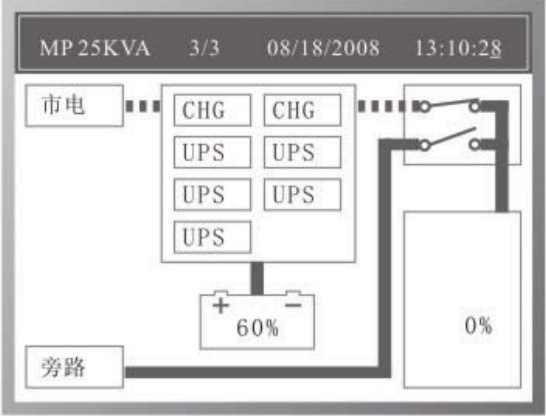 MP 25KVA 3/3 08/18/2008 13:10:28
市电
CHG CHG
UPS UPS
UPS UPS
UPS
+ −
60%
0%
旁路